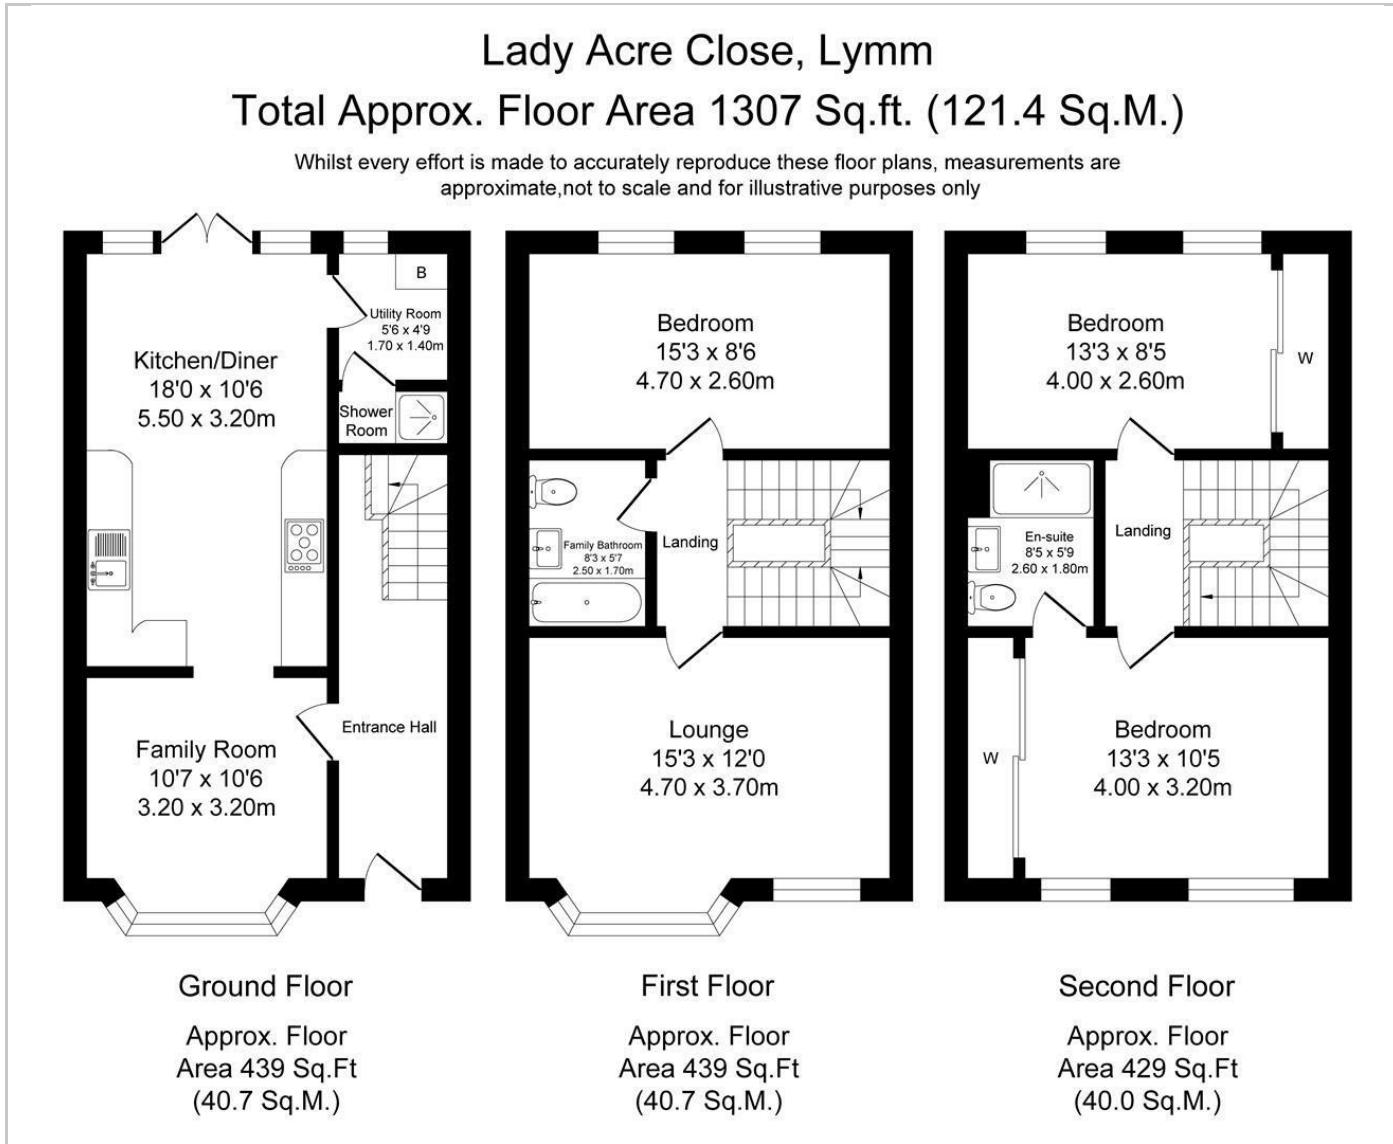 Lady Acre Close, Lymm
Total Approx. Floor Area 1307 Sq.ft. (121.4 Sq.M.)
Whilst every effort is made to accurately reproduce these floor plans, measurements are
approximate,not to scale and for illustrative purposes only
B
Utility Room
5'6 x 4'9
1.70 x 1.40m
Kitchen/Diner
18'0 x 10'6
5.50 x 3.20m
Shower
Room
Entrance Hall
Family Room
10'7 x 10'6
3.20 x 3.20m
Ground Floor
Approx. Floor
Area 439 Sq.Ft
(40.7 Sq.M.)
Bedroom
15'3 x 8'6
4.70 x 2.60m
Family Bathroom
8'3 x 5'7
2.50 x 1.70m
Landing
Lounge
15'3 x 12'0
4.70 x 3.70m
First Floor
Approx. Floor
Area 439 Sq.Ft
(40.7 Sq.M.)
Bedroom
13'3 x 8'5
4.00 x 2.60m
W
En-suite
8'5 x 5'9
2.60 x 1.80m
Landing
W
Bedroom
13'3 x 10'5
4.00 x 3.20m
Second Floor
Approx. Floor
Area 429 Sq.Ft
(40.0 Sq.M.)